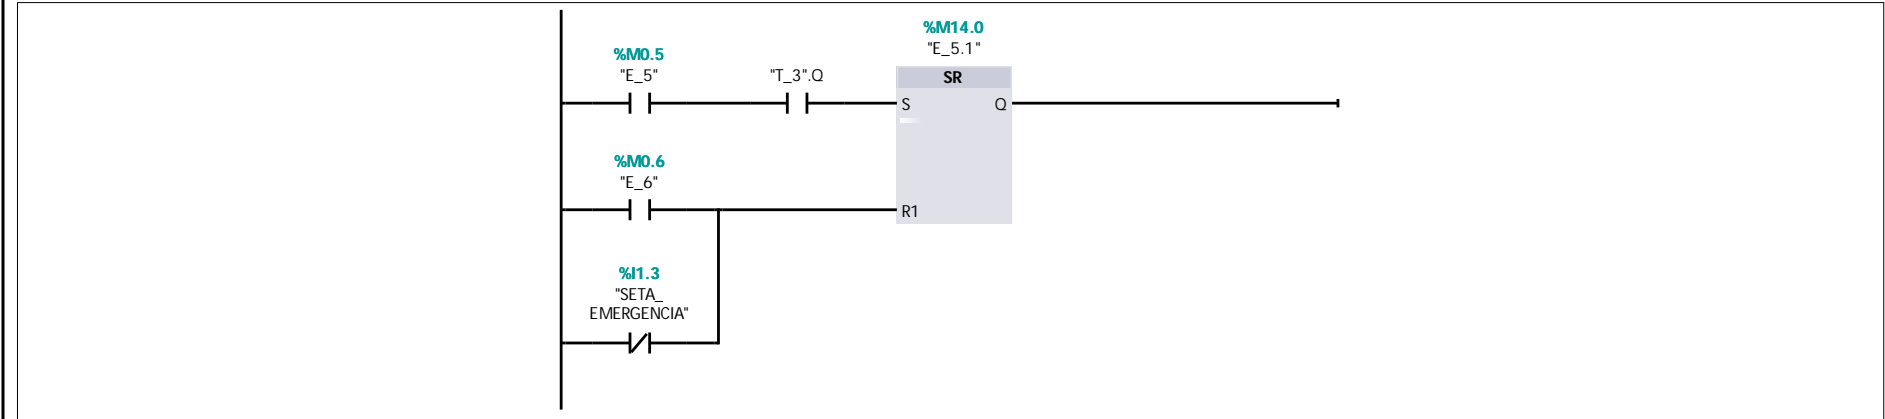 %M14.0
"E_5.1"
%M0.5
"E_5"
"T_3".Q
SR
S
Q
%M0.6
"E_6"
R1
%I1.3
"SETA_
EMERGENCIA"